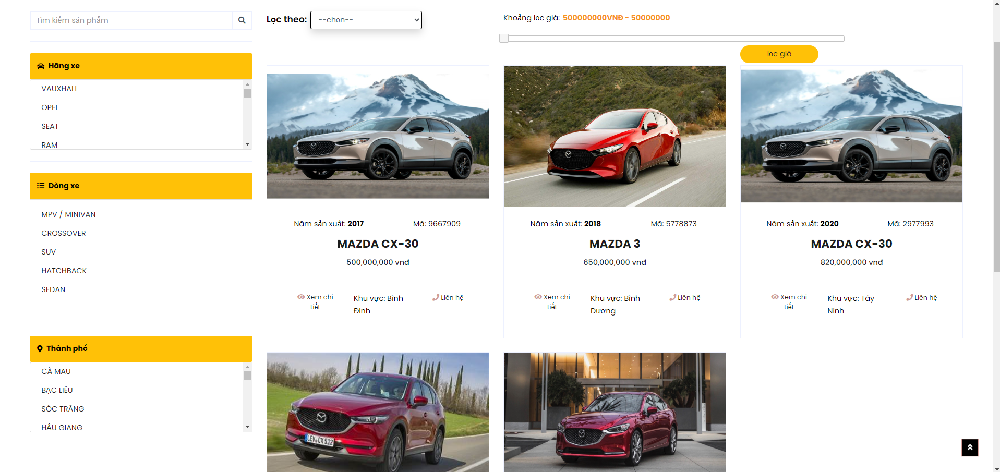 Tìm kiếm sản phẩm
Lọc theo: --chọn--
Khoảng lọc giá: 500000000VNĐ - 50000000
lọc giá
Hãng xe
VAUXHALL
OPEL
SEAT
RAM
Dòng xe
MPV / MINIVAN
CROSSOVER
SUV
HATCHBACK
SEDAN
Thành phố
CÀ MAU
BẠC LIÊU
SÓC TRĂNG
HẬU GIANG
Năm sản xuất: 2017 Mã: 9667909
MAZDA CX-30
500,000,000 vnđ
Xem chi
tiết
Khu vực: Bình
Định
Liên hệ
Năm sản xuất: 2018 Mã: 5778873
MAZDA 3
650,000,000 vnđ
Xem chi
tiết
Khu vực: Bình
Dương
Liên hệ
Năm sản xuất: 2020 Mã: 2977993
MAZDA CX-30
820,000,000 vnđ
Xem chi
tiết
Khu vực: Tây
Ninh
Liên hệ
LEV CX 512